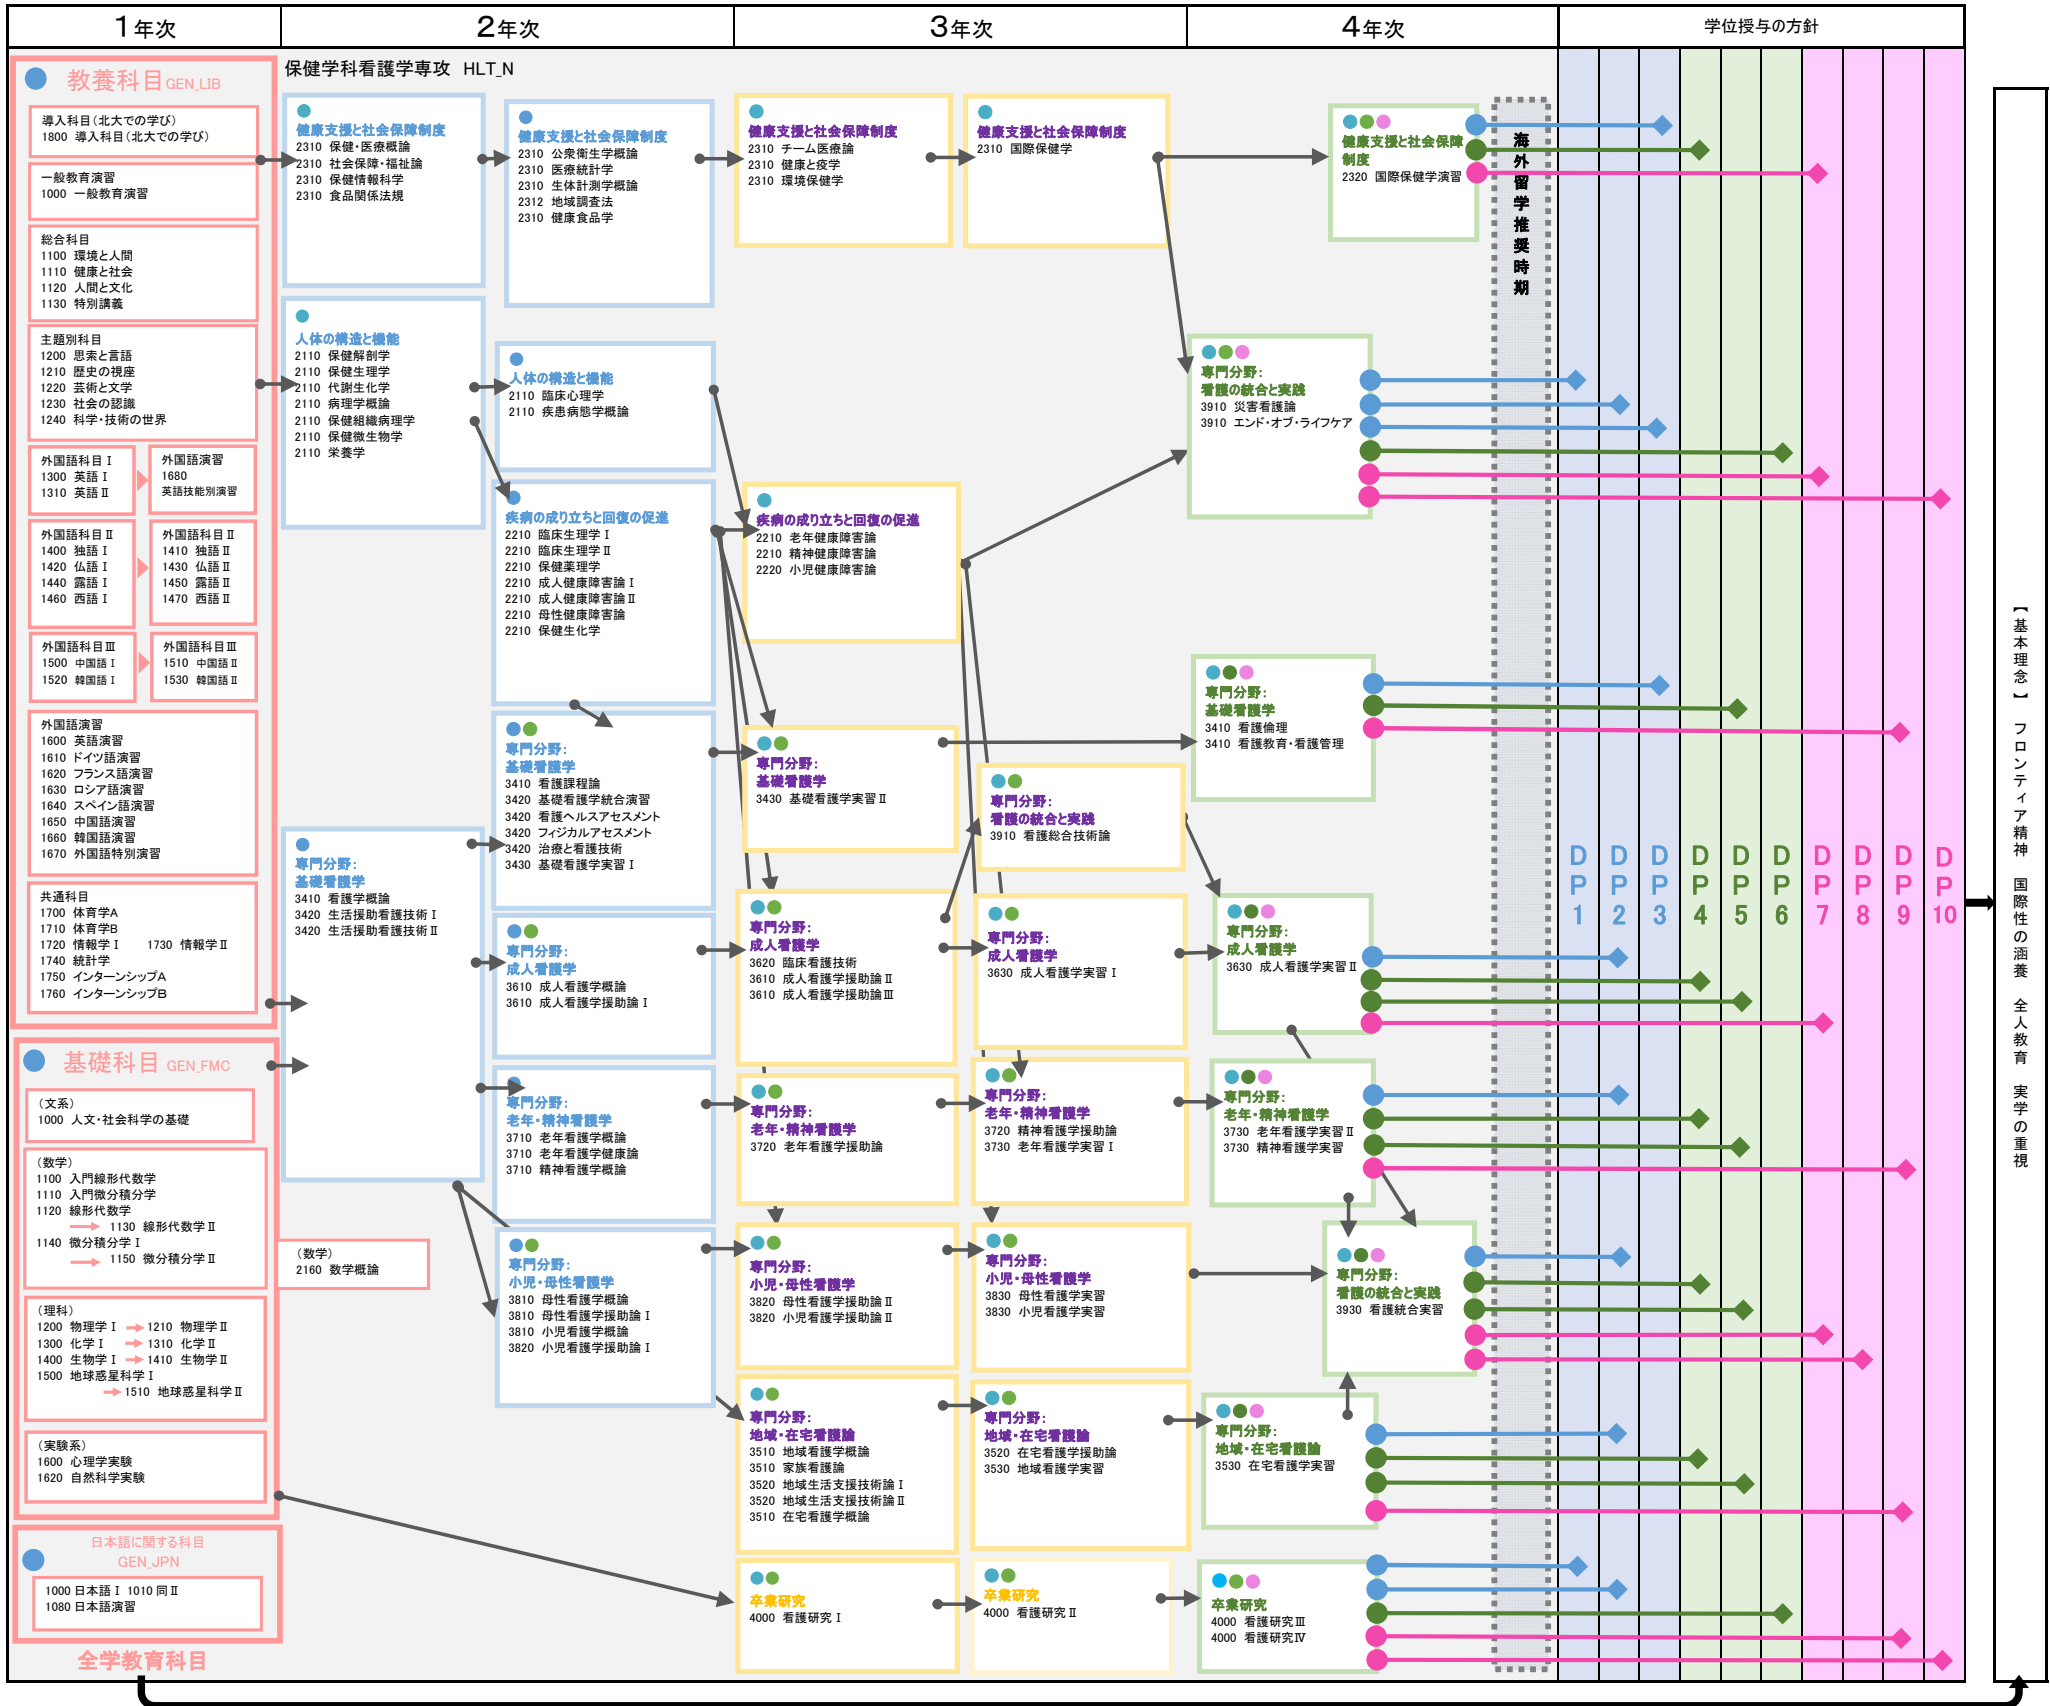 1年次
2年次
3年次
4年次
学位授与の方針
教養科目 GEN_LIB
導入科目(北大での学び)
1800 導入科目(北大での学び)
一般教育演習
1000 一般教育演習
総合科目
1100 環境と人間
1110 健康と社会
1120 人間と文化
1130 特別講義
主題別科目
1200 思索と言語
1210 歴史の視座
1220 芸術と文学
1230 社会の認識
1240 科学・技術の世界
外国語科目Ⅰ
1300 英語Ⅰ
1310 英語Ⅱ
外国語演習
1680
英語技能別演習
外国語科目Ⅱ
1400 独語Ⅰ
1420 仏語Ⅰ
1440 露語Ⅰ
1460 西語Ⅰ
外国語科目Ⅱ
1410 独語Ⅱ
1430 仏語Ⅱ
1450 露語Ⅱ
1470 西語Ⅱ
外国語科目Ⅲ
1500 中国語Ⅰ
1520 韓国語Ⅰ
外国語科目Ⅲ
1510 中国語Ⅱ
1530 韓国語Ⅱ
外国語演習
1600 英語演習
1610 ドイツ語演習
1620 フランス語演習
1630 ロシア語演習
1640 スペイン語演習
1650 中国語演習
1660 韓国語演習
1670 外国語特別演習
共通科目
1700 体育学A
1710 体育学B
1720 情報学Ⅰ 1730 情報学Ⅱ
1740 統計学
1750 インターンシップA
1760 インターンシップB
基礎科目 GEN_FMC
(文系)
1000 人文・社会科学の基礎
(数学)
1100 入門線形代数学
1110 入門微分積分学
1120 線形代数学
1130 線形代数学Ⅱ
1140 微分積分学Ⅰ
1150 微分積分学Ⅱ
(数学)
2160 数学概論
(理科)
1200 物理学Ⅰ 1210 物理学Ⅱ
1300 化学Ⅰ 1310 化学Ⅱ
1400 生物学Ⅰ 1410 生物学Ⅱ
1500 地球惑星科学Ⅰ
1510 地球惑星科学Ⅱ
(実験系)
1600 心理学実験
1620 自然科学実験
日本語に関する科目
GEN_JPN
1000 日本語Ⅰ 1010 同Ⅱ
1080 日本語演習
全学教育科目
保健学科看護学専攻 HLT_N
健康支援と社会保障制度
2310 保健・医療概論
2310 社会保障・福祉論
2310 保健情報科学
2310 食品関係法規
人体の構造と機能
2110 保健解剖学
2110 保健生理学
2110 代謝生化学
2110 病理学概論
2110 保健組織病理学
2110 保健微生物学
2110 栄養学
専門分野:
基礎看護学
3410 看護学概論
3420 生活援助看護技術Ⅰ
3420 生活援助看護技術Ⅱ
健康支援と社会保障制度
2310 公衆衛生学概論
2310 医療統計学
2310 生体計測学概論
2312 地域調査法
2310 健康食品学
人体の構造と機能
2110 臨床心理学
2110 疾患病態学概論
疾病の成り立ちと回復の促進
2210 臨床生理学Ⅰ
2210 臨床生理学Ⅱ
2210 保健薬理学
2210 成人健康障害論Ⅰ
2210 成人健康障害論Ⅱ
2210 母性健康障害論
2210 保健生化学
専門分野:
基礎看護学
3410 看護課程論
3420 基礎看護学統合演習
3420 看護ヘルスアセスメント
3420 フィジカルアセスメント
3420 治療と看護技術
3430 基礎看護学実習Ⅰ
専門分野:
成人看護学
3610 成人看護学概論
3610 成人看護学援助論Ⅰ
専門分野:
老年・精神看護学
3710 老年看護学概論
3710 老年看護学健康論
3710 精神看護学概論
専門分野:
小児・母性看護学
3810 母性看護学概論
3810 母性看護学援助論Ⅰ
3810 小児看護学概論
3820 小児看護学援助論Ⅰ
健康支援と社会保障制度
2310 チーム医療論
2310 健康と疫学
2310 環境保健学
疾病の成り立ちと回復の促進
2210 老年健康障害論
2210 精神健康障害論
2220 小児健康障害論
専門分野:
基礎看護学
3430 基礎看護学実習Ⅱ
専門分野:
成人看護学
3620 臨床看護技術
3610 成人看護学援助論Ⅱ
3610 成人看護学援助論Ⅲ
専門分野:
老年・精神看護学
3720 老年看護学援助論
専門分野:
小児・母性看護学
3820 母性看護学援助論Ⅱ
3820 小児看護学援助論Ⅱ
専門分野:
地域・在宅看護論
3510 地域看護学概論
3510 家族看護論
3520 地域生活支援技術論Ⅰ
3520 地域生活支援技術論Ⅱ
3510 在宅看護学概論
卒業研究
4000 看護研究Ⅰ
健康支援と社会保障制度
2310 国際保健学
専門分野:
看護の統合と実践
3910 看護総合技術論
専門分野:
成人看護学
3630 成人看護学実習Ⅰ
専門分野:
老年・精神看護学
3720 精神看護学援助論
3730 老年看護学実習Ⅰ
専門分野:
小児・母性看護学
3830 母性看護学実習
3830 小児看護学実習
専門分野:
地域・在宅看護論
3520 在宅看護学援助論
3530 地域看護学実習
卒業研究
4000 看護研究Ⅱ
健康支援と社会保障
制度
2320 国際保健学演習
専門分野:
看護の統合と実践
3910 災害看護論
3910 エンド・オブ・ライフケア
専門分野:
基礎看護学
3410 看護倫理
3410 看護教育・看護管理
専門分野:
成人看護学
3630 成人看護学実習Ⅱ
専門分野:
老年・精神看護学
3730 老年看護学実習Ⅱ
3730 精神看護学実習
専門分野:
看護の統合と実践
3930 看護統合実習
専門分野:
地域・在宅看護論
3530 在宅看護学実習
卒業研究
4000 看護研究Ⅲ
4000 看護研究Ⅳ
海外留学推奨時期
DP1
DP2
DP3
DP4
DP5
DP6
DP7
DP8
DP9
DP10
【基本理念】 フロンティア精神 国際性の涵養 全人教育 実学の重視